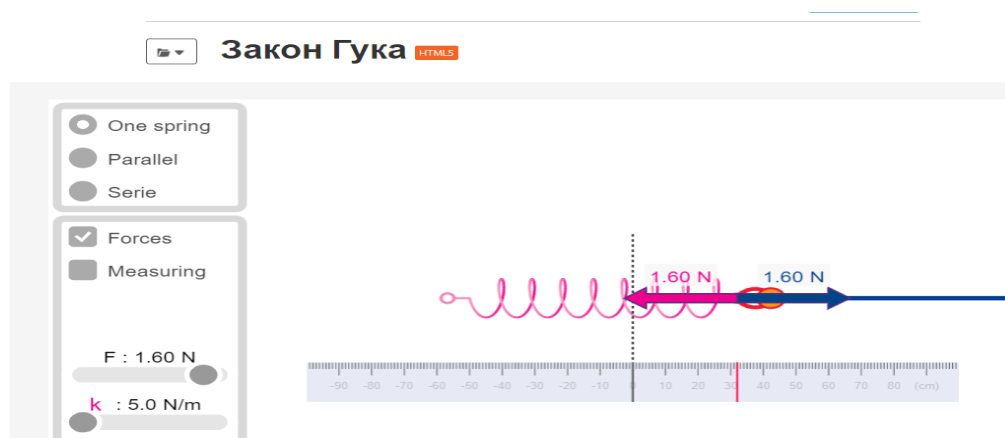 Закон Гука HTML5
One spring
Parallel
Serie
Forces
Measuring
1.60 N 1.60 N
F : 1.60 N
k : 5.0 N/m
-90 -80 -70 -60 -50 -40 -30 -20 -10 0 10 20 30 40 50 60 70 80 (cm)